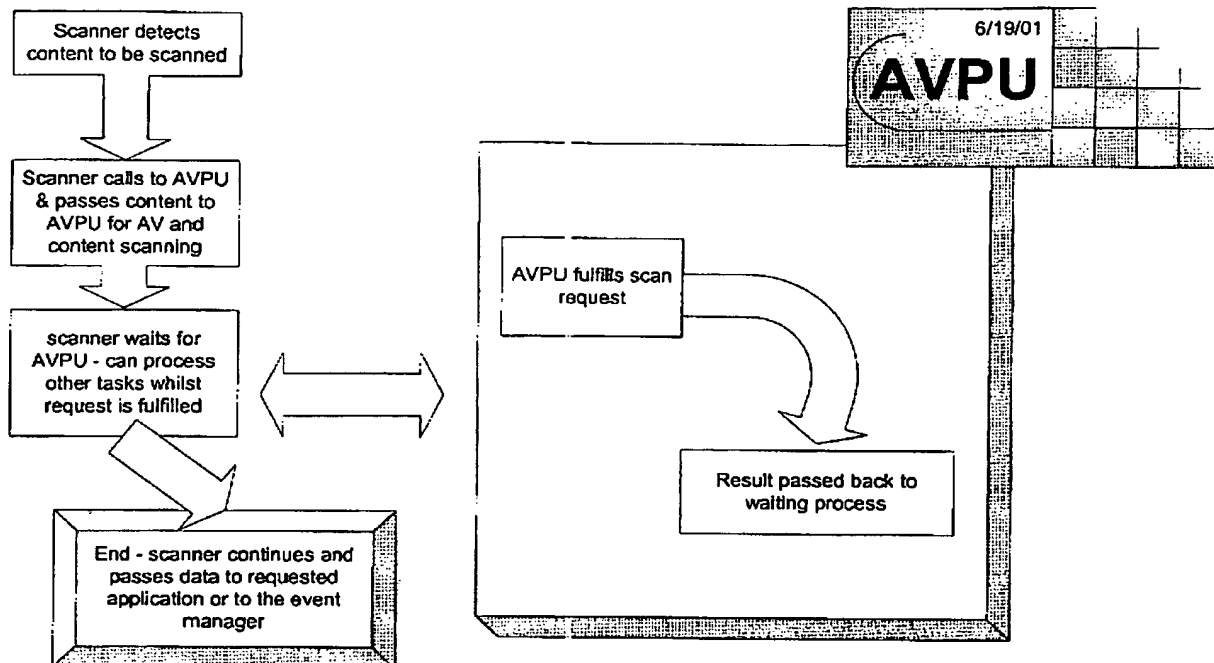 Scanner detects
content to be scanned
Scanner calls to AVPU
& passes content to
AVPU for AV and
content scanning
scanner waits for
AVPU - can process
other tasks whilst
request is fulfilled
End - scanner continues and
passes data to requested
application or to the event
manager
6/19/01
AVPU
AVPU fulfills scan
request
Result passed back to
waiting process